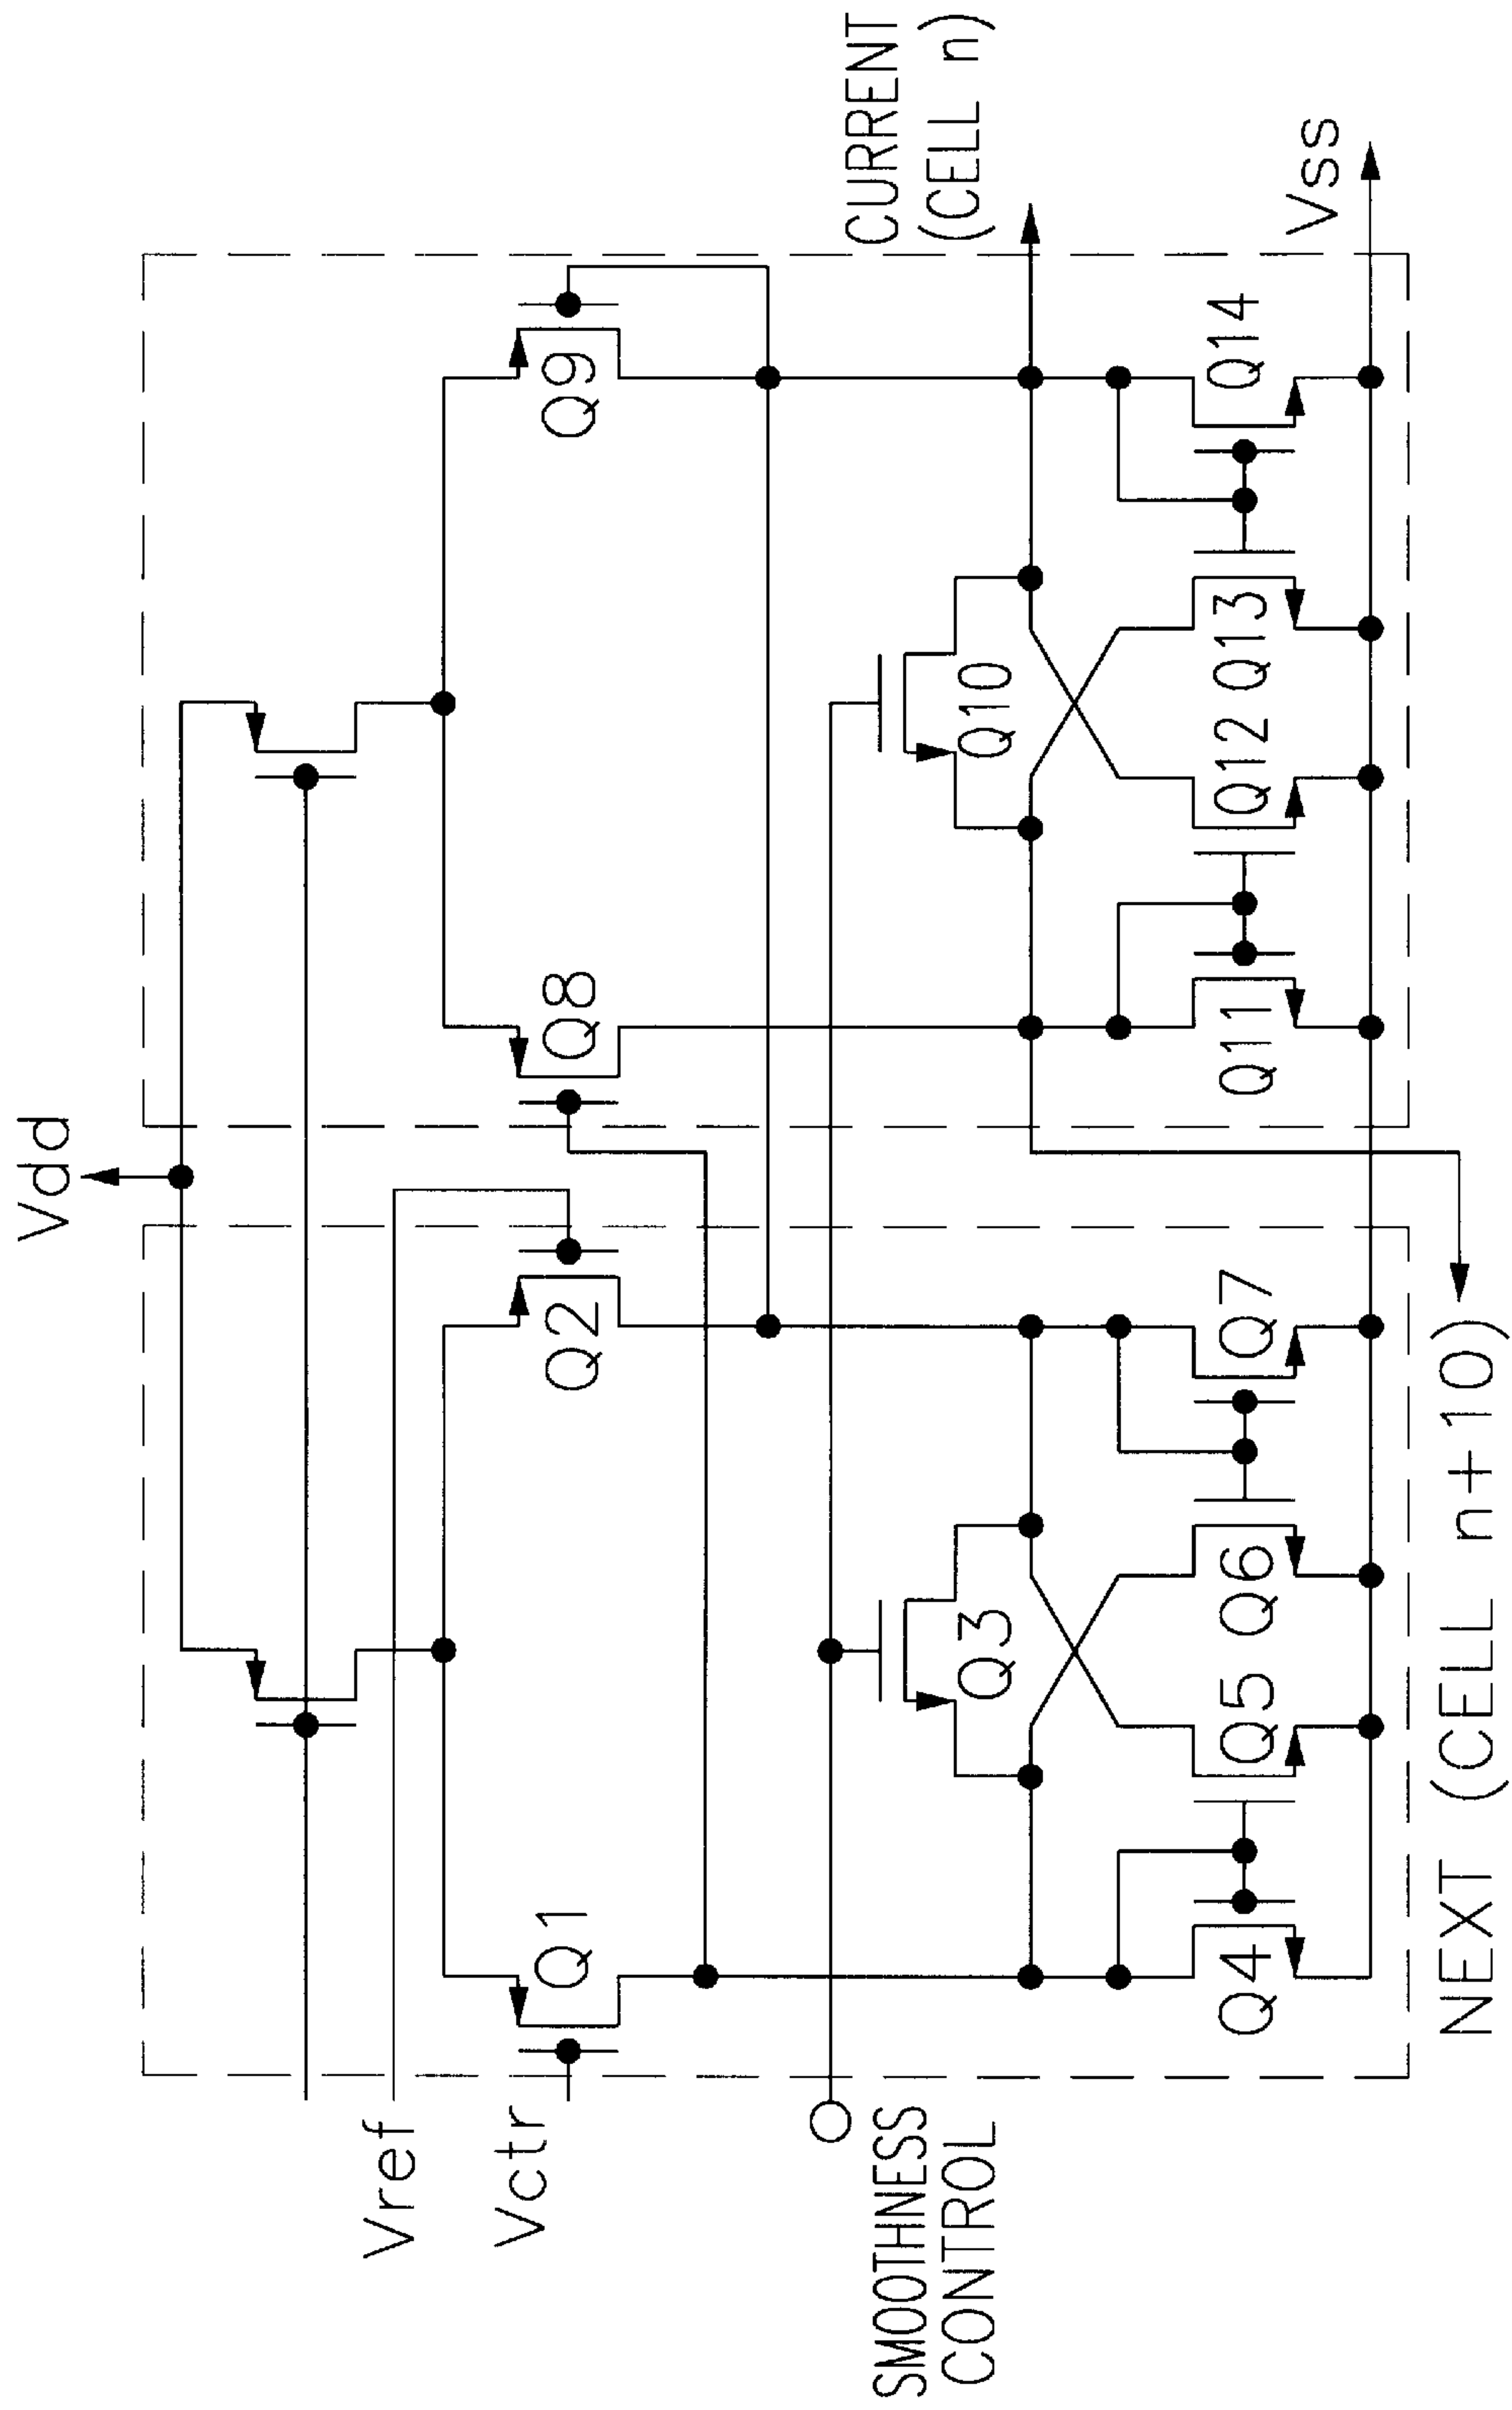 Vdd
Vref
Vctr
Q1
Q2
Q8
Q9
SMOOTHNESS
CONTROL
Q3
Q10
CURRENT
(CELL n)
Q4
Q5
Q6
Q7
Q11
Q12
Q13
Q14
Vss
NEXT (CELL n+10)